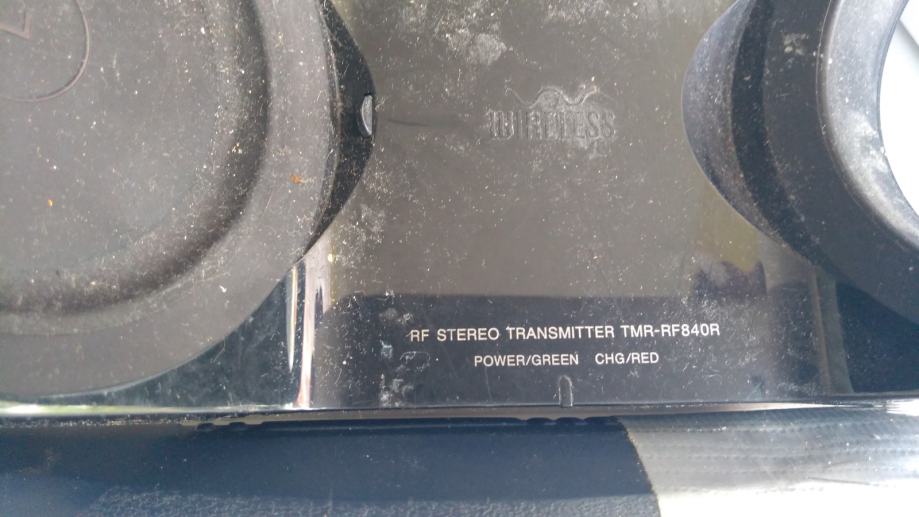 WIRELESS
RF STEREO TRANSMITTER TMR-RF840R
POWER/GREEN CHG/RED